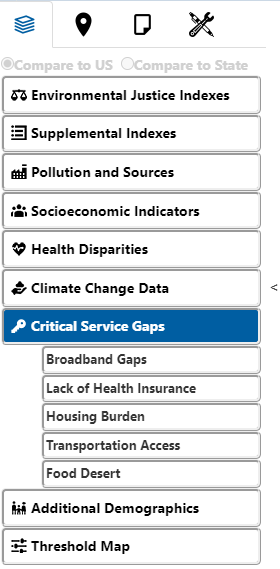 Compare to US Compare to State
Environmental Justice Indexes
Supplemental Indexes
Pollution and Sources
Socioeconomic Indicators
Health Disparities
Climate Change Data
<
Critical Service Gaps
Broadband Gaps
Lack of Health Insurance
Housing Burden
Transportation Access
Food Desert
Additional Demographics
Threshold Map